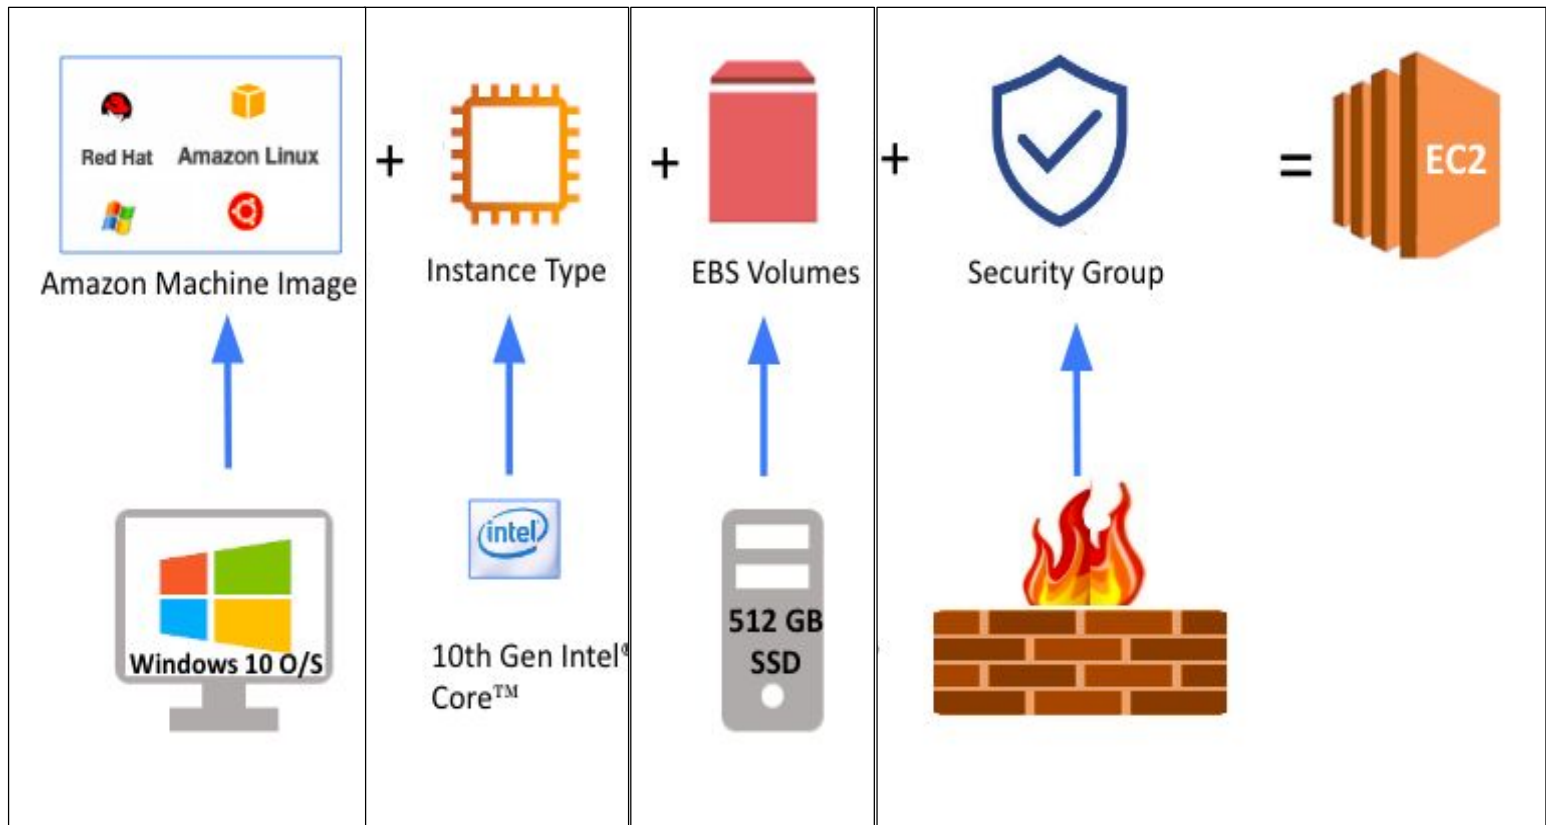 Red Hat
Amazon Linux
Amazon Machine Image
+
Instance Type
+
EBS Volumes
+
Security Group
=
EC2
Windows 10 O/S
intel
10th Gen Intel®
Core™
512 GB
SSD